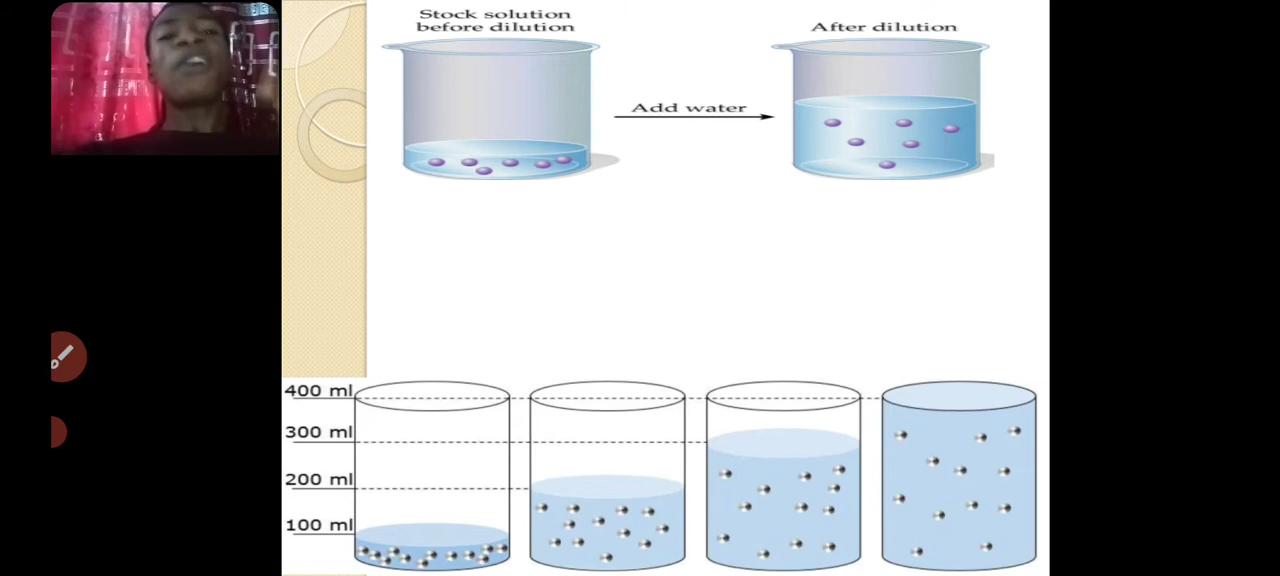 Stock solution
before dilution
After dilution
Add water
400 ml
300 ml
200 ml
100 ml